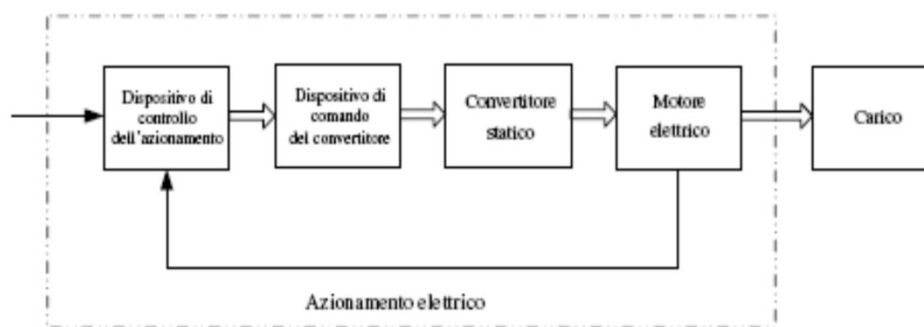 Dispositivo di
controllo
dell'azionamento
Dispositivo di
comando
del convertitore
Convertitore
statico
Motore
elettrico
Carico
Azionamento elettrico